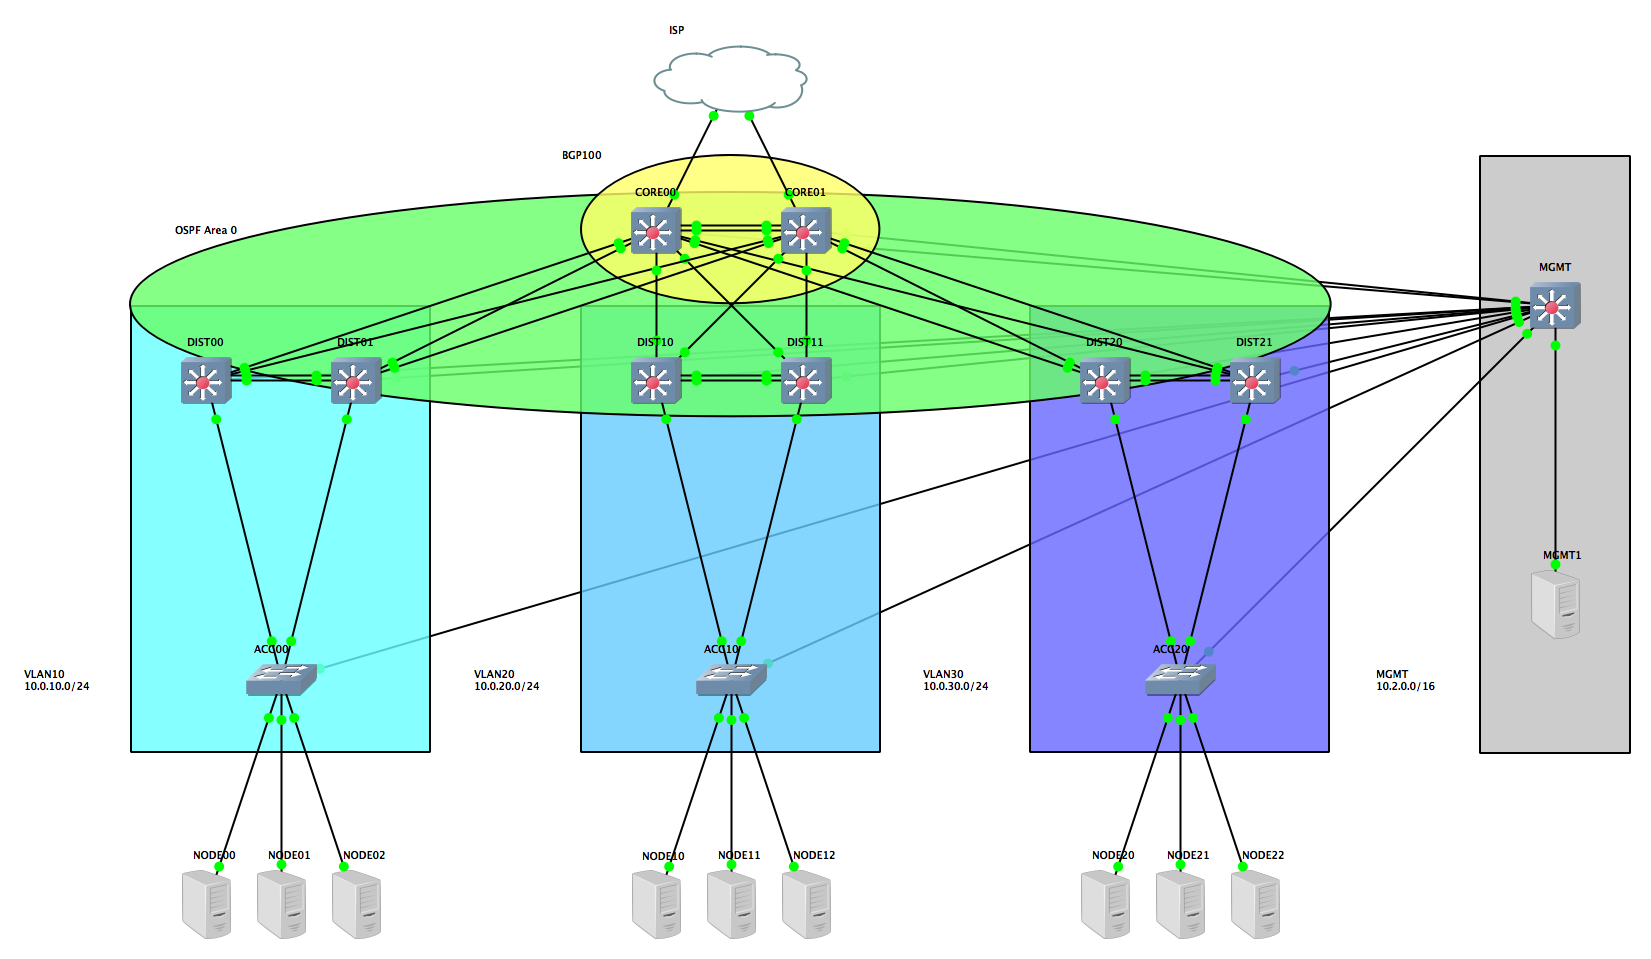 ISP
BGP100
CORE00
CORE01
OSPF Area 0
MGMT
DIST00
DIST01
DIST10
DIST11
DIST20
DIST21
MGMT1
ACC00
ACC10
ACC20
VLAN10
10.0.10.0/24
VLAN20
10.0.20.0/24
VLAN30
10.0.30.0/24
MGMT
10.2.0.0/16
NODE00
NODE01
NODE02
NODE10
NODE11
NODE12
NODE20
NODE21
NODE22